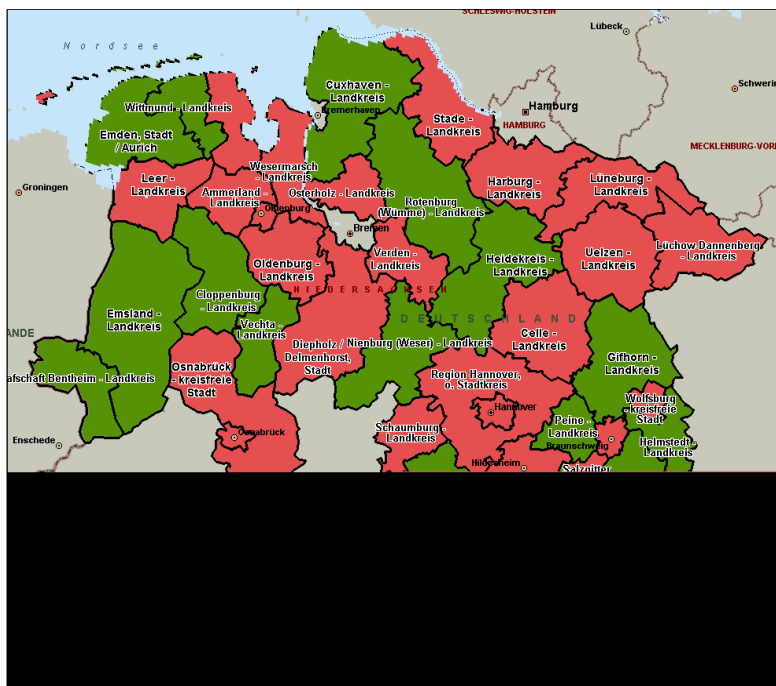 SCHLESWIG-HOLSTEIN
Lübeck
Nordsee
Cuxhaven -
Landkreis
Schwerin
Wittmund - Landkreis
Bremerhaven
Hamburg
HAMBURG
Stade -
Landkreis
Emden, Stadt
/ Aurich
MECKLENBURG-VOR
Groningen
Leer -
Landkreis
Wesermarsch
- Landkreis
Ammerland -
Landkreis
Osterholz - Landkreis
Oldenburg
Rotenburg
(Wümme) - Landkreis
Harburg -
Landkreis
Lüneburg -
Landkreis
Bremen
Oldenburg -
Landkreis
Verden -
Landkreis
Heidekreis -
Landkreis
Uelzen -
Landkreis
Lüchow Dannenberg
- Landkreis
NIEDERSACHSEN
Cloppenburg
- Landkreis
Emsland -
Landkreis
Vechta -
Landkreis
DEUTSCHLAND
ANDE
Celle -
Landkreis
Diepholz /
Delmenhorst,
Stadt
Nienburg (Weser) - Landkreis
Gifhorn -
Landkreis
Osnabrück
- kreisfreie
Stadt
afschaft Bentheim - Landkreis
Region Hannover,
o. Stadtkreis
Hannover
Wolfsburg
- kreisfreie
Stadt
Schaumburg -
Landkreis
Peine -
Landkreis
Enschede
Osnabrück
Braunschweig
Helmstedt -
Landkreis
Hildesheim
Salzgitter